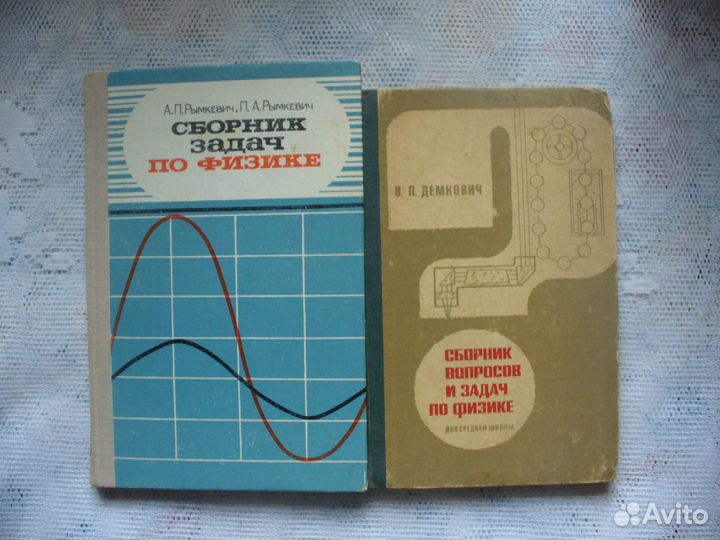 А.П.Рымкевич, П.А.Рымкевич
СБОРНИК
ЗАДАЧ
ПО ФИЗИКЕ
В. П. ДЕМКОВИЧ
СБОРНИК
ВОПРОСОВ
И ЗАДАЧ
ПО ФИЗИКЕ
ДЛЯ СРЕДНЕЙ ШКОЛЫ
Avito